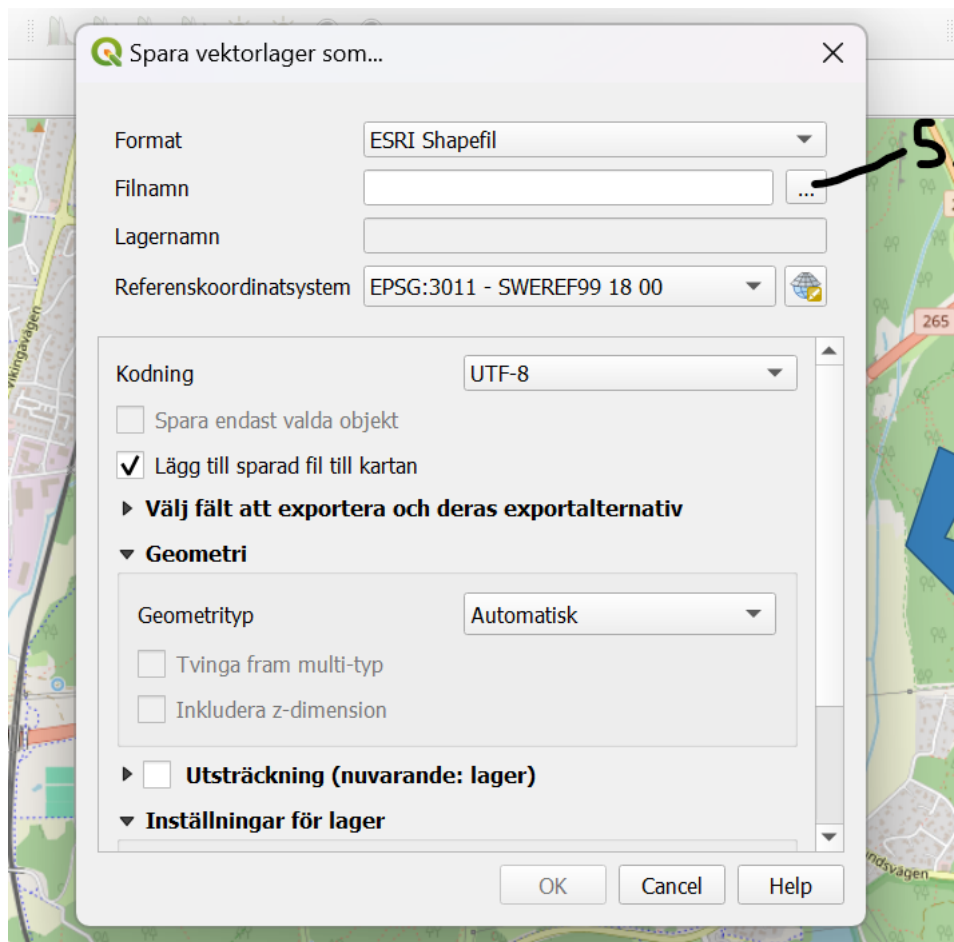 Spara vektorlager som...
Format ESRI Shapefil
5.
Filnamn ...
Lagernamn
Referenskoordinatsystem EPSG:3011 - SWEREF99 18 00
Vikingavägen
265
Kodning UTF-8
Spara endast valda objekt
Lägg till sparad fil till kartan
Välj fält att exportera och deras exportalternativ
Geometri
Geometrityp Automatisk
Tvinga fram multi-typ
Inkludera z-dimension
Utsträckning (nuvarande: lager)
Inställningar för lager
OK Cancel Help